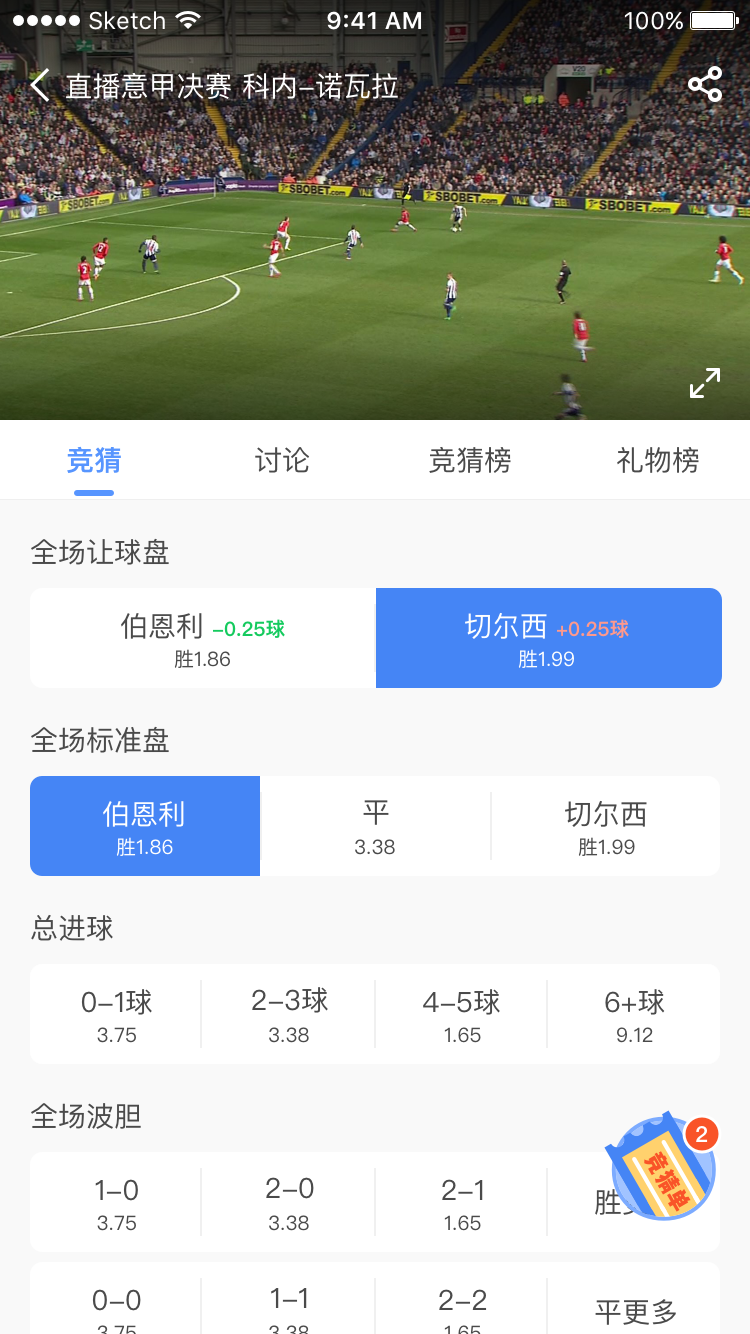 Sketch 9:41 AM 100%
直播意甲决赛 科内-诺瓦拉
SBOBET.com SBOBET.com SBOBET.com SBOBET.com
竞猜 讨论 竞猜榜 礼物榜
全场让球盘
伯恩利 -0.25球 切尔西 +0.25球
胜1.86 胜1.99
全场标准盘
伯恩利 平 切尔西
胜1.86 3.38 胜1.99
总进球
0-1球 2-3球 4-5球 6+球
3.75 3.38 1.65 9.12
全场波胆
2
竞猜单
1-0 2-0 2-1 胜
3.75 3.38 1.65
0-0 1-1 2-2 平更多
3.75 3.38 1.65